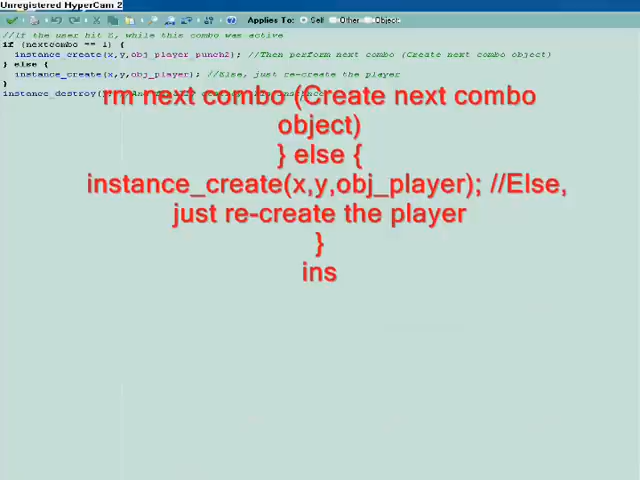 Unregistered HyperCam 2
Applies To: Self Other Object:
//If the user hit Z, while this combo was active
if (nextcombo == 1) {
instance_create(x,y,obj_player_punch2); //Then perform next combo (Create next combo object)
} else {
instance_create(x,y,obj_player); //Else, just re-create the player
}
instance_destroy();
rm next combo (Create next combo
object)
} else {
instance_create(x,y,obj_player); //Else,
just re-create the player
}
ins